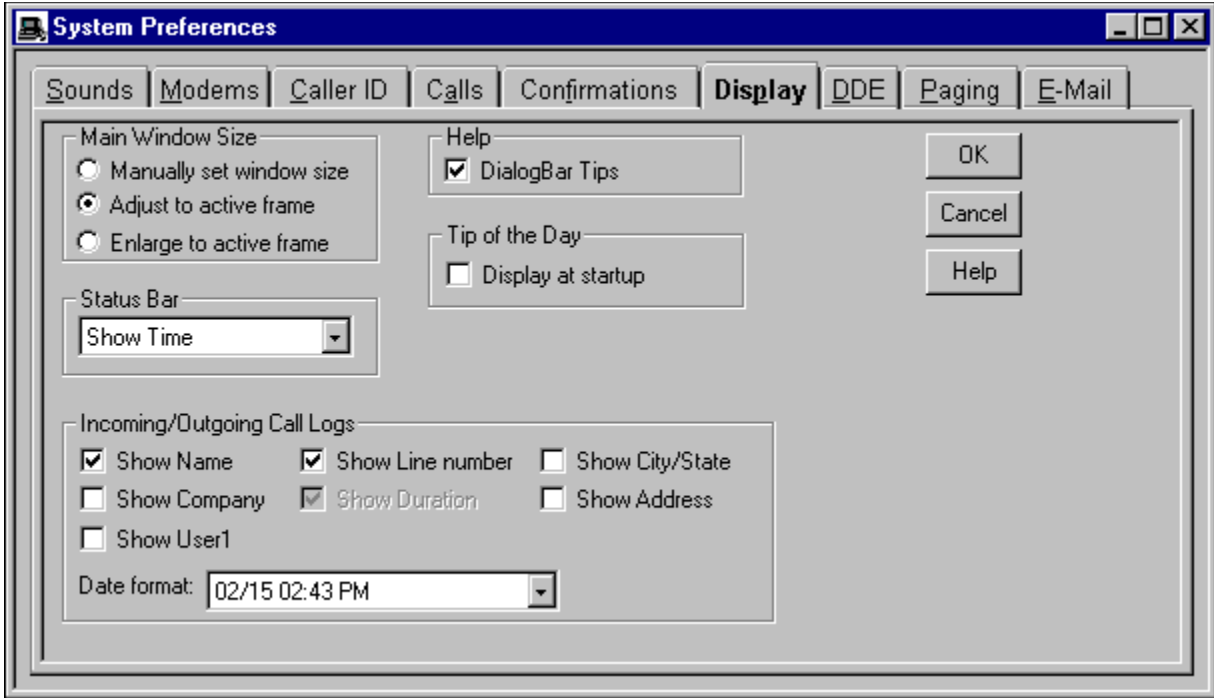 System Preferences
Sounds Modems Caller ID Calls Confirmations Display DDE Paging E-Mail
Main Window Size
Manually set window size
Adjust to active frame
Enlarge to active frame
Help
DialogBar Tips
Tip of the Day
Display at startup
OK
Cancel
Help
Status Bar
Show Time
Incoming/Outgoing Call Logs
Show Name Show Line number Show City/State
Show Company Show Duration Show Address
Show User1
Date format: 02/15 02:43 PM